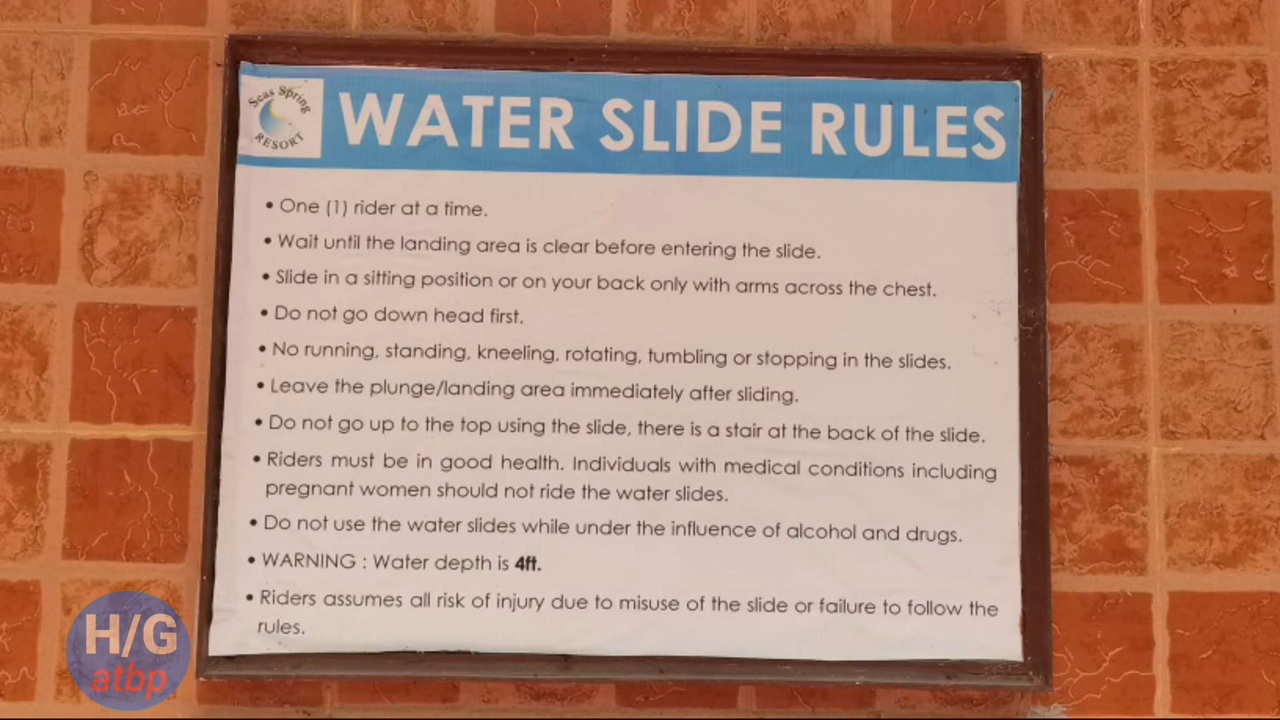 Seas Spring
RESORT
WATER SLIDE RULES
• One (1) rider at a time.
• Wait until the landing area is clear before entering the slide.
• Slide in a sitting position or on your back only with arms across the chest.
• Do not go down head first.
• No running, standing, kneeling, rotating, tumbling or stopping in the slides.
• Leave the plunge/landing area immediately after sliding.
• Do not go up to the top using the slide, there is a stair at the back of the slide.
• Riders must be in good health. Individuals with medical conditions including
pregnant women should not ride the water slides.
• Do not use the water slides while under the influence of alcohol and drugs.
• WARNING : Water depth is 4ft.
• Riders assumes all risk of injury due to misuse of the slide or failure to follow the
rules.
H/G
atbp